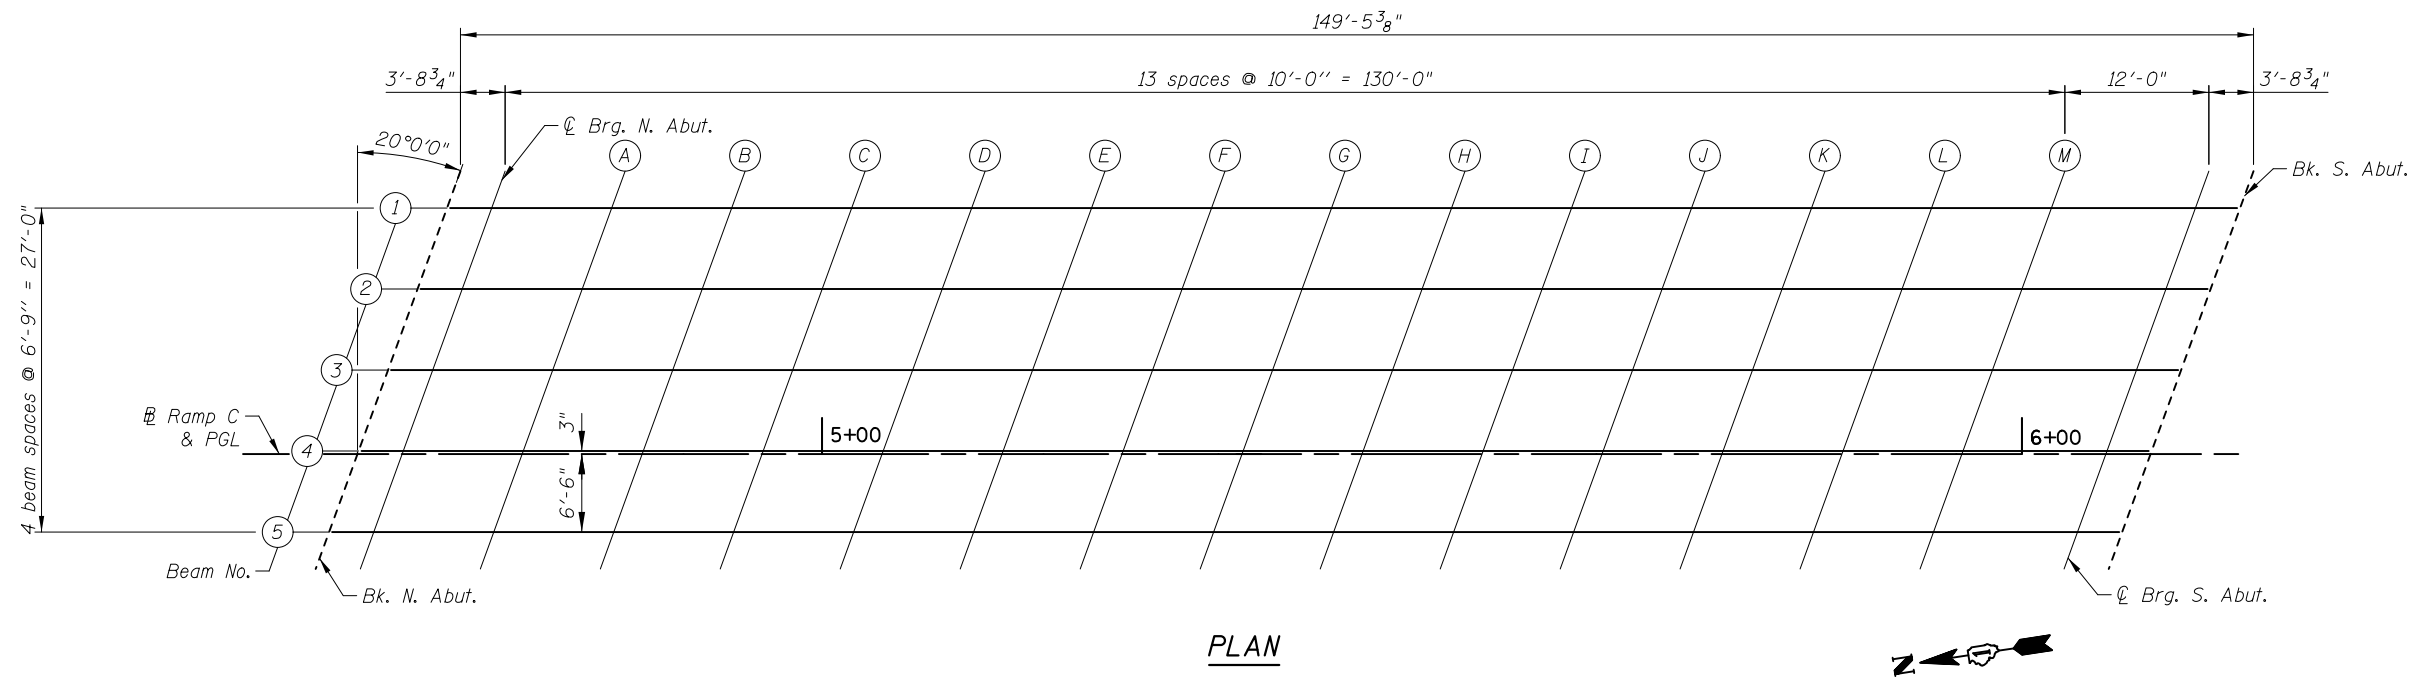 149'-5 3/8"
3'-8 3/4"
13 spaces @ 10'-0'' = 130'-0"
12'-0"
3'-8 3/4"
20°0'0"
℄ Brg. N. Abut.
A B C D E F G H I J K L M
Bk. S. Abut.
1
2
3
4
5
4 beam spaces @ 6'-9'' = 27'-0"
℄ Ramp C
& PGL
3"
6'-6"
5+00
6+00
Beam No.
Bk. N. Abut.
℄ Brg. S. Abut.
PLAN
N